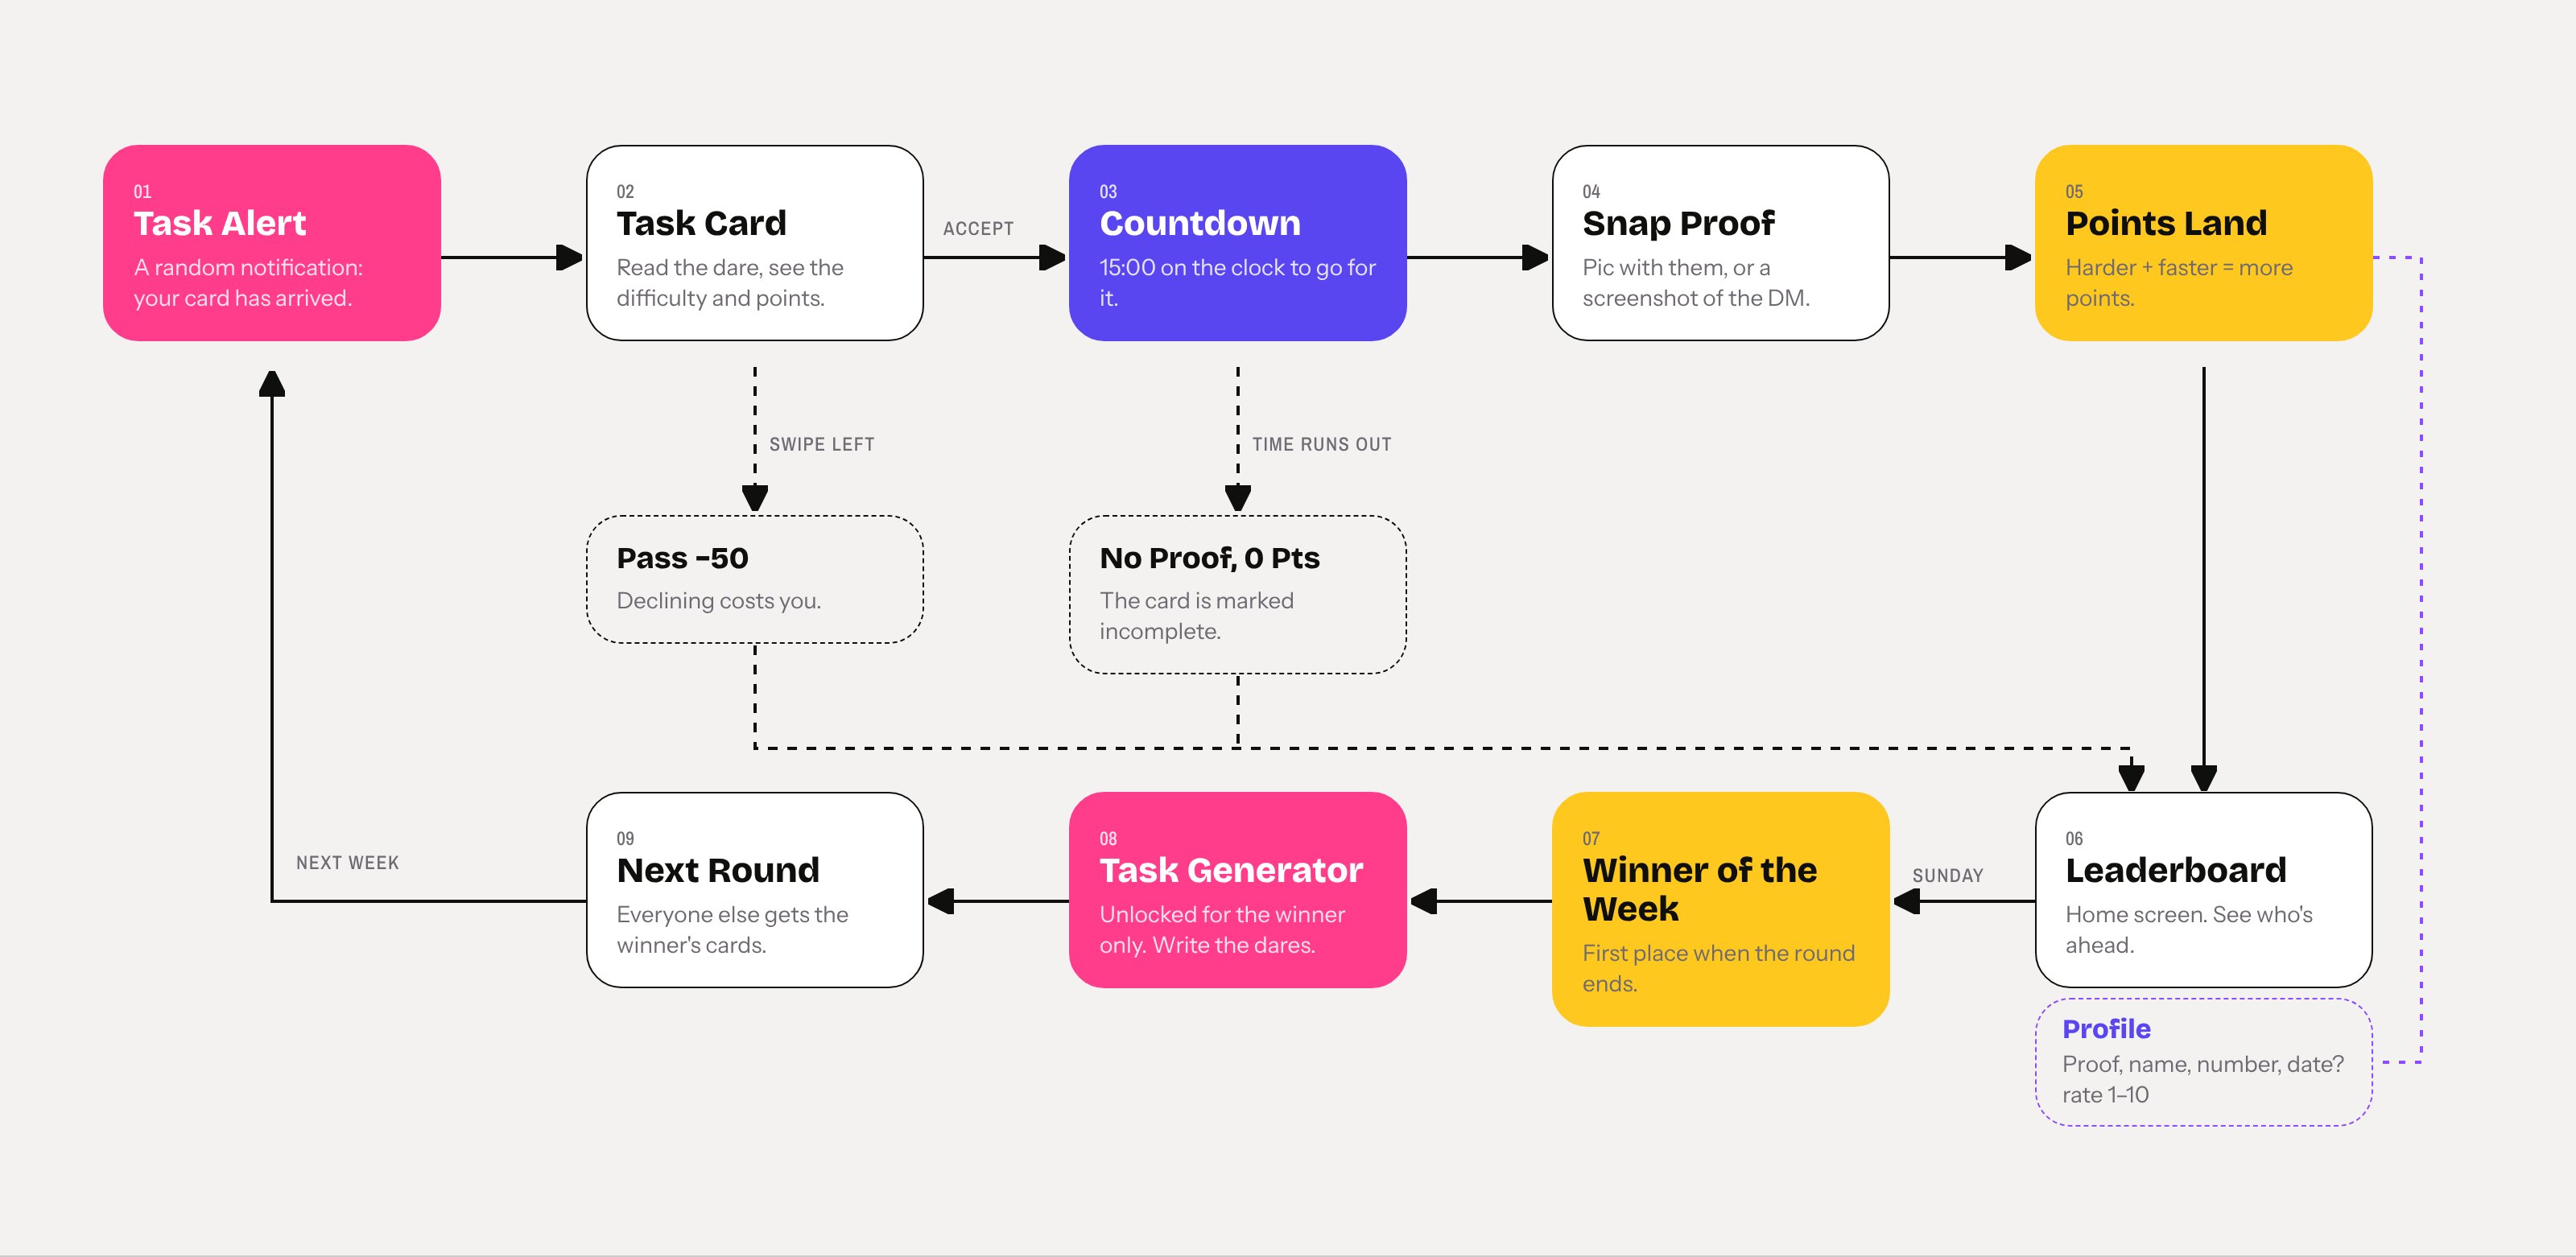 01
Task Alert
A random notification:
your card has arrived.
02
Task Card
Read the dare, see the
difficulty and points.
ACCEPT
03
Countdown
15:00 on the clock to go for
it.
04
Snap Proof
Pic with them, or a
screenshot of the DM.
05
Points Land
Harder + faster = more
points.
SWIPE LEFT
TIME RUNS OUT
Pass −50
Declining costs you.
No Proof, 0 Pts
The card is marked
incomplete.
NEXT WEEK
09
Next Round
Everyone else gets the
winner's cards.
08
Task Generator
Unlocked for the winner
only. Write the dares.
07
Winner of the
Week
First place when the round
ends.
SUNDAY
06
Leaderboard
Home screen. See who's
ahead.
Profile
Proof, name, number, date?
rate 1–10